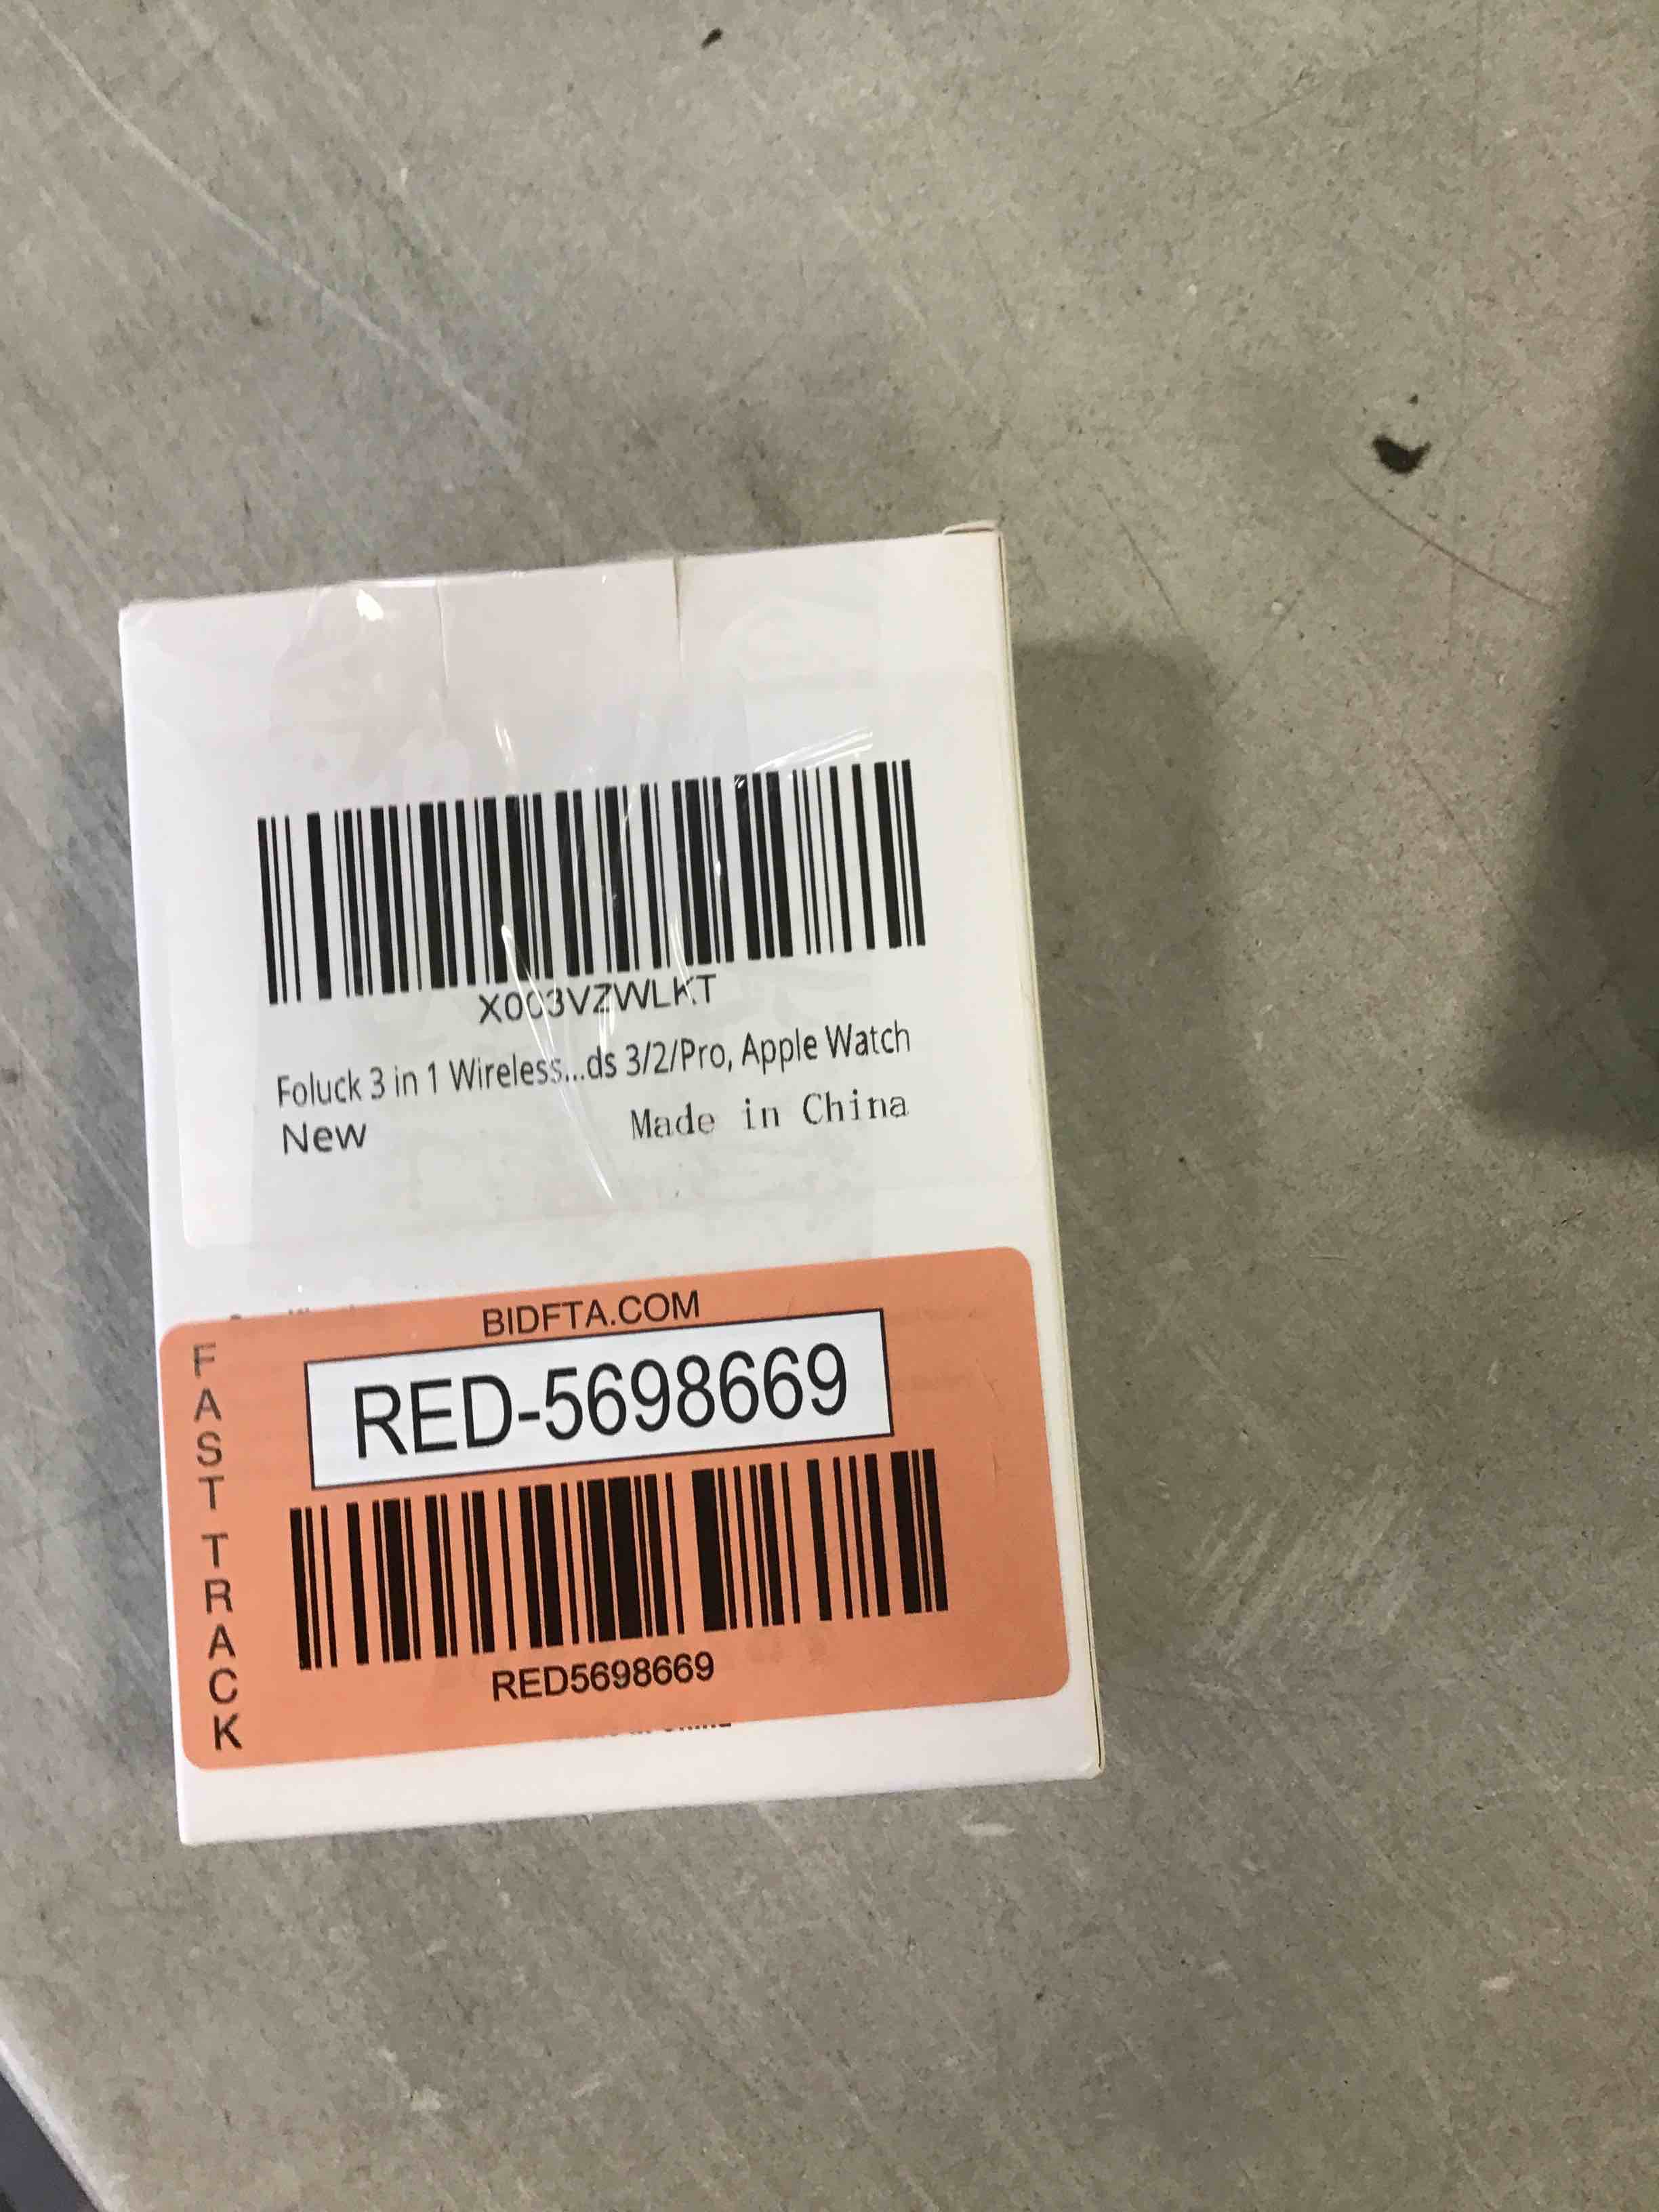 X003VZWLKT
Foluck 3 in 1 Wireless...ds 3/2/Pro, Apple Watch
New
Made in China
BIDFTA.COM
FAST TRACK
RED-5698669
RED5698669